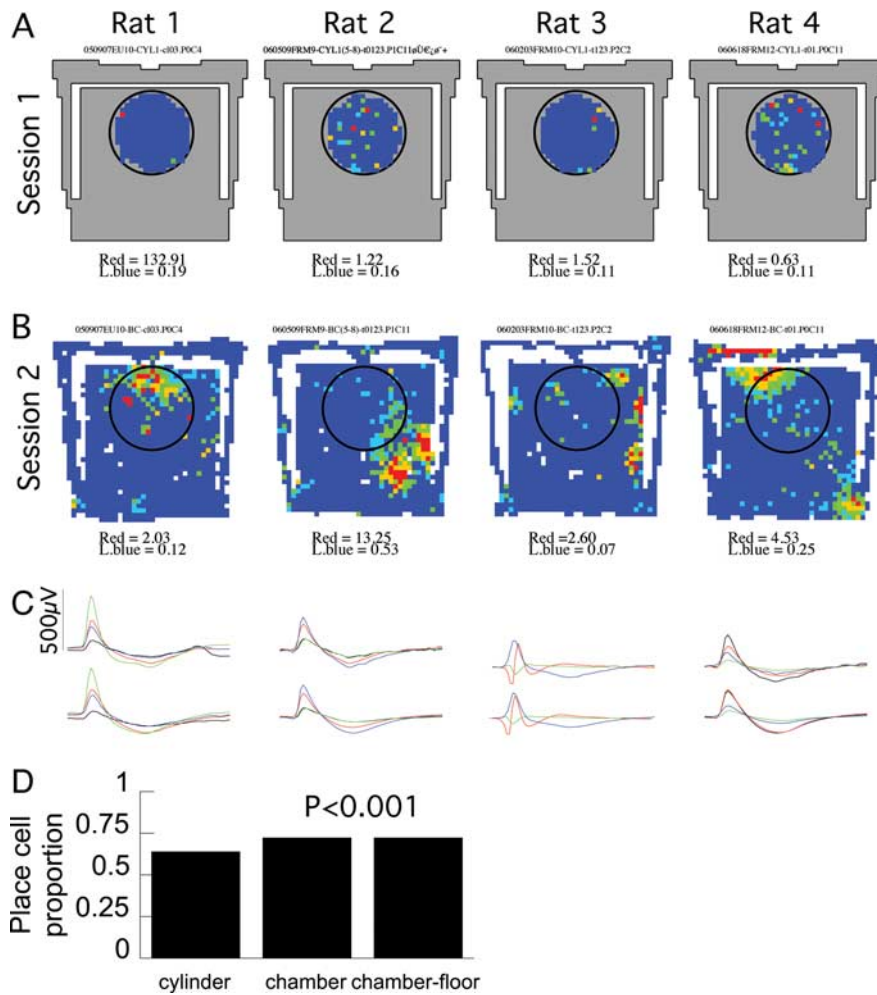 A Rat 1 Rat 2 Rat 3 Rat 4
050907EU10-CYL1-cl03.P0C4 060203FRM10-CYL1-t123.P2C2 060618FRM12-CYL1-t01.P0C11
Session 1
Red = 132.91 Red = 1.22 Red = 1.52 Red = 0.63
L.blue = 0.19 L.blue = 0.16 L.blue = 0.11 L.blue = 0.11
B
050907EU10-BC-cl03.P0C4 060509FRM9-BC(5-8)-t0123.P1C11 060203FRM10-BC-t123.P2C2 060618FRM12-BC-t01.P0C11
Session 2
Red = 2.03 Red = 13.25 Red =2.60 Red = 4.53
L.blue = 0.12 L.blue = 0.53 L.blue = 0.07 L.blue = 0.25
C
500µV
D
1
P<0.001
0.75
0.5
0.25
0
Place cell
proportion
cylinder chamber chamber-floor